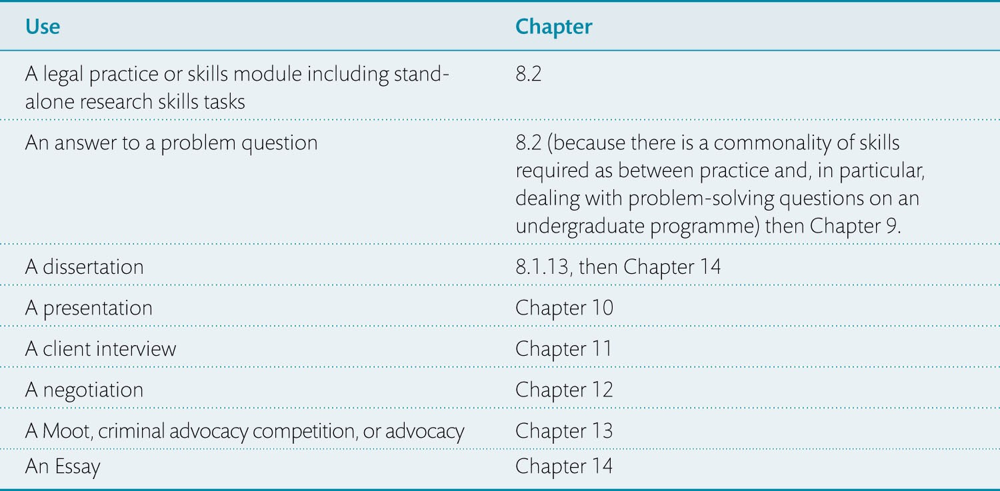 Use Chapter
A legal practice or skills module including stand- 8.2
alone research skills tasks
An answer to a problem question 8.2 (because there is a commonality of skills
required as between practice and, in particular,
dealing with problem-solving questions on an
undergraduate programme) then Chapter 9.
A dissertation 8.1.13, then Chapter 14
A presentation Chapter 10
A client interview Chapter 11
A negotiation Chapter 12
A Moot, criminal advocacy competition, or advocacy Chapter 13
An Essay Chapter 14